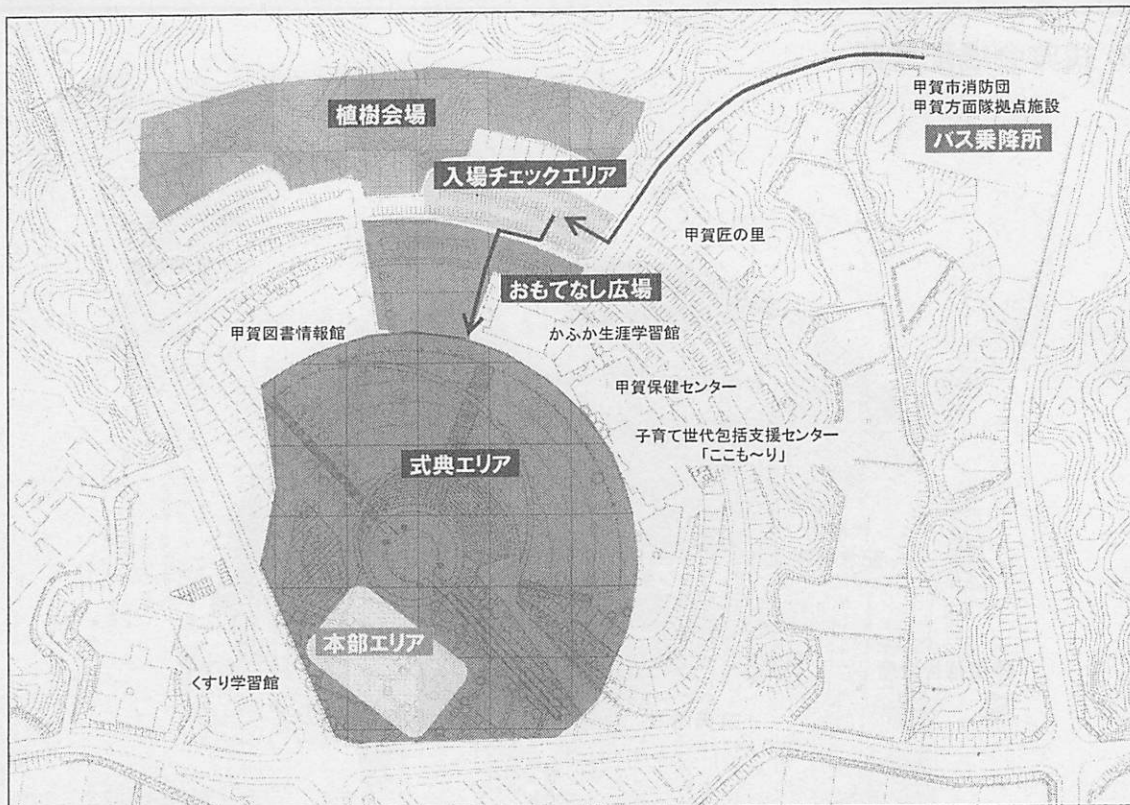 甲賀市消防団
甲賀方面隊拠点施設
バス乗降所
植樹会場
入場チェックエリア
甲賀匠の里
おもてなし広場
甲賀図書情報館
かふか生涯学習館
甲賀保健センター
子育て世代包括支援センター
「ここも〜り」
式典エリア
本部エリア
くすり学習館